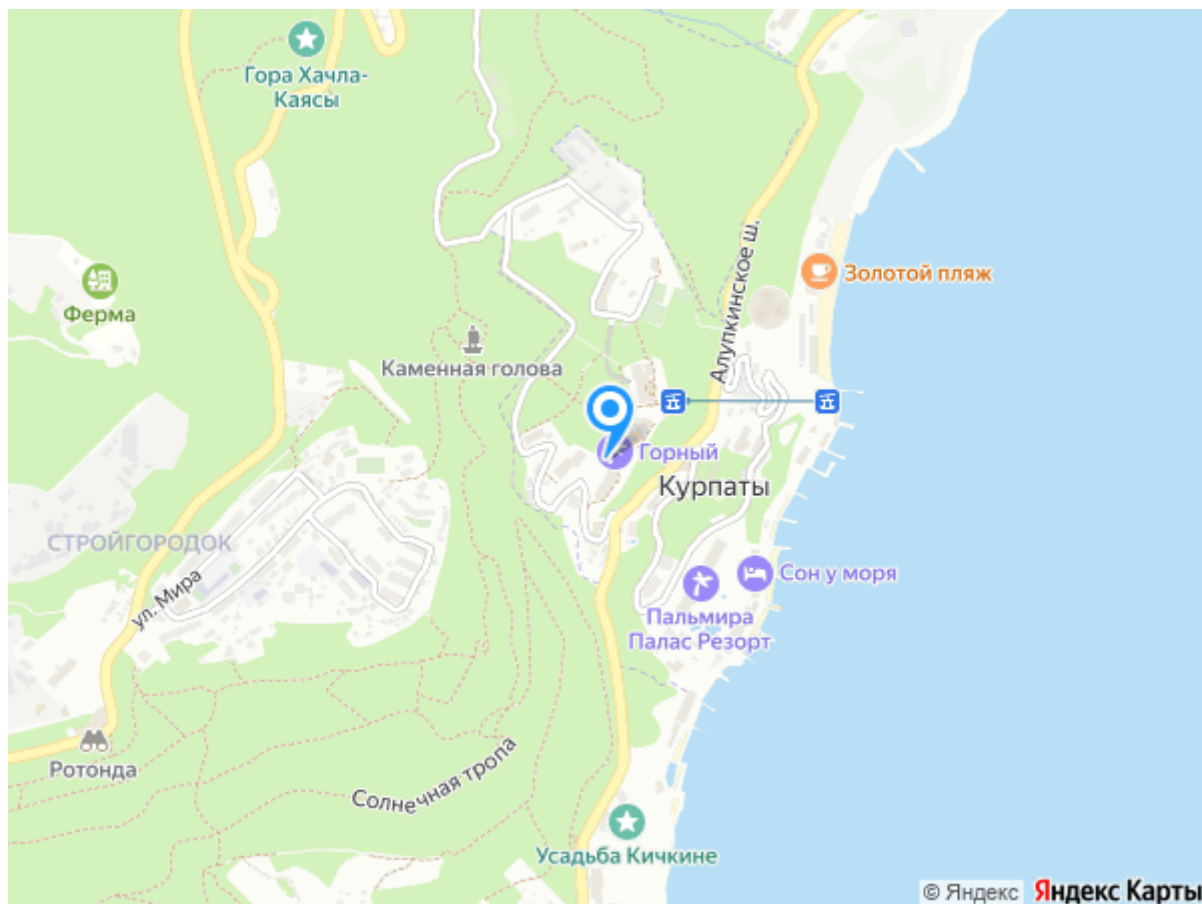 Гора Хачла-
Каясы
Алупкинское ш.
Золотой пляж
Ферма
Каменная голова
Горный
Курпаты
СТРОЙГОРОДОК
ул. Мира
Сон у моря
Пальмира
Палас Резорт
Ротонда
Солнечная тропа
Усадьба Кичкине
© Яндекс Яндекс Карты